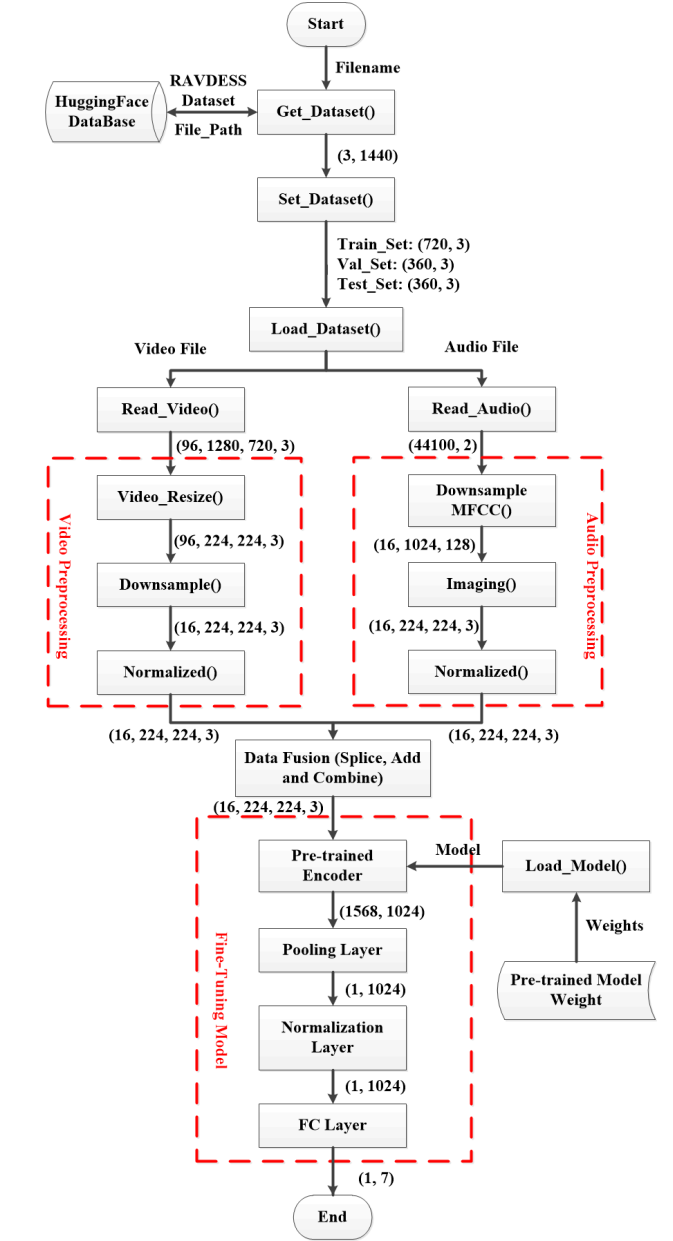 Start
Filename
RAVDESS
Dataset
HuggingFace
DataBase
File_Path
Get_Dataset()
(3, 1440)
Set_Dataset()
Train_Set: (720, 3)
Val_Set: (360, 3)
Test_Set: (360, 3)
Load_Dataset()
Video File
Audio File
Read_Video()
Read_Audio()
(96, 1280, 720, 3)
(44100, 2)
Video Preprocessing
Video_Resize()
(96, 224, 224, 3)
Downsample()
(16, 224, 224, 3)
Normalized()
Downsample
MFCC()
(16, 1024, 128)
Imaging()
(16, 224, 224, 3)
Normalized()
Audio Preprocessing
(16, 224, 224, 3)
(16, 224, 224, 3)
Data Fusion (Splice, Add
and Combine)
(16, 224, 224, 3)
Fine-Tuning Model
Pre-trained
Encoder
Model
Load_Model()
Weights
Pre-trained Model
Weight
(1568, 1024)
Pooling Layer
(1, 1024)
Normalization
Layer
(1, 1024)
FC Layer
(1, 7)
End